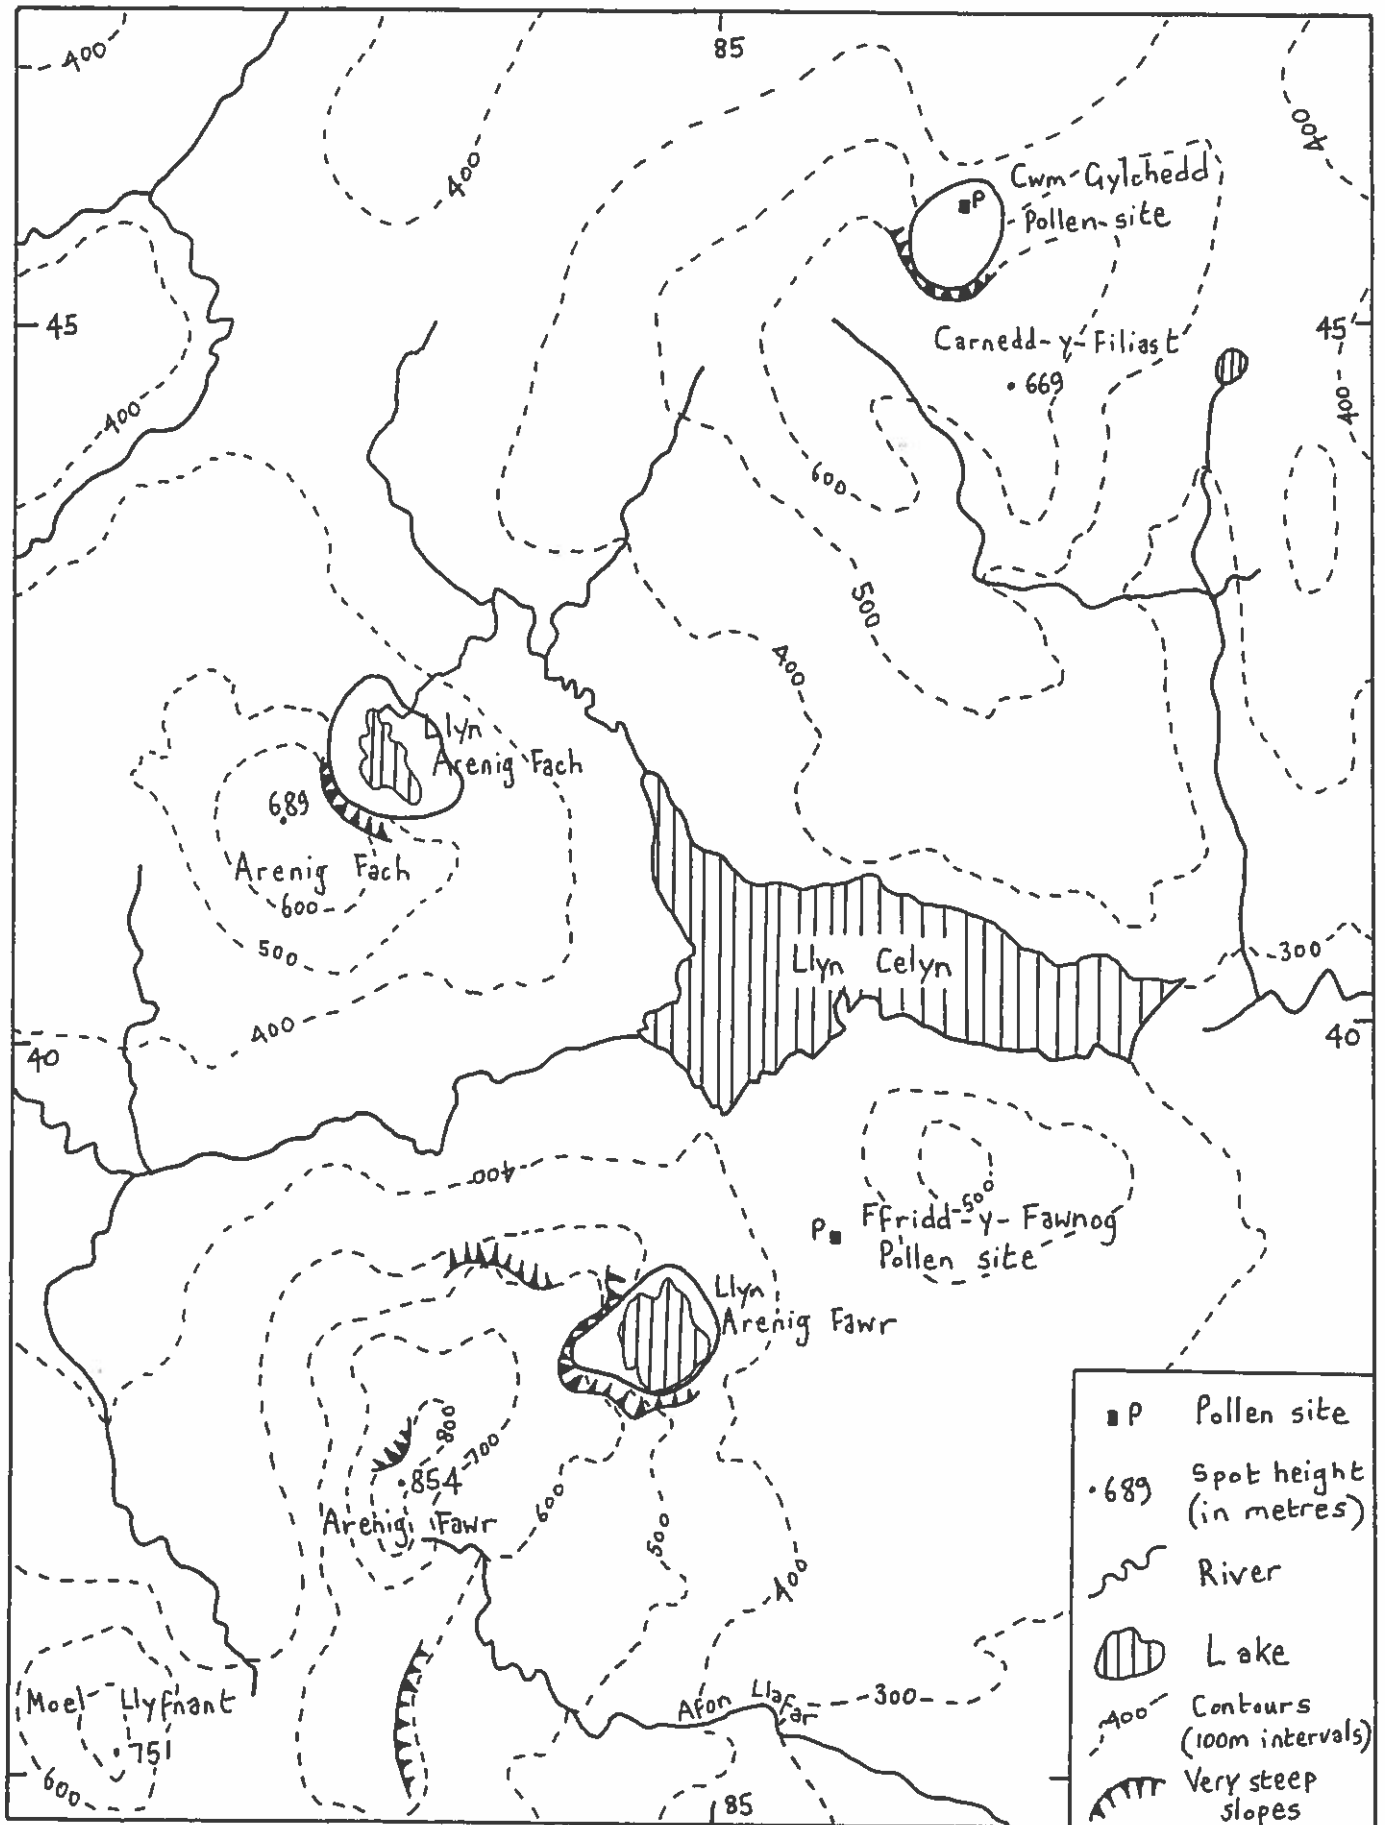 400
85
400
400
Cwm-Gylchedd
Pollen-site
P
45
45
Carnedd-y-Filiast
669
400
400
600
500
400
Llyn
Arenig Fach
689
Arenig Fach
600
500
300
Llyn Celyn
400
40
40
400
500
P Ffridd-y-Fawnog
Pollen site
Llyn
Arenig Fawr
800
700
854
Arenig Fawr
600
500
400
Moel Llyfnant
751
600
Afon Llafar
300
85
P Pollen site
689 Spot height
(in metres)
River
Lake
400 Contours
(100m intervals)
Very steep
slopes